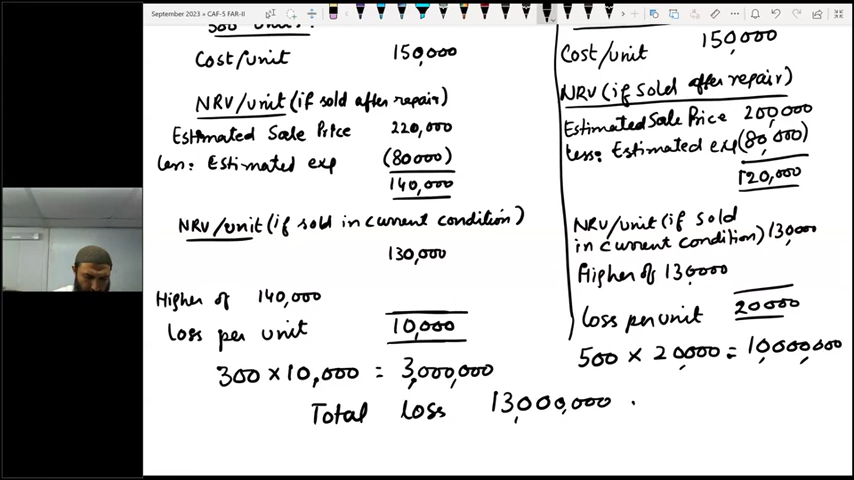 September 2023 » CAF-5 FAR-II
Cost/unit 150,000
NRV/unit (if sold after repair)
Estimated Sale Price 220,000
Less: Estimated exp (80000)
140,000
NRV/unit (if sold in current condition)
130,000
Higher of 140,000
Loss per unit 10,000
300 × 10,000 = 3,000,000
Cost/unit 150,000
NRV (if sold after repair)
Estimated Sale Price 200,000
Less: Estimated exp (80,000)
120,000
NRV/unit (if sold
in current condition) 130,000
Higher of 130,000
Loss per unit 20000
500 × 20,000 = 10,000,000
Total loss 13,000,000.